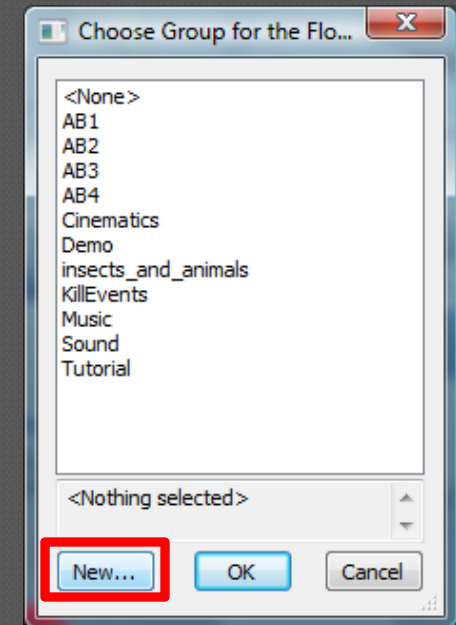 Choose Group for the Flo...
<None>
AB1
AB2
AB3
AB4
Cinematics
Demo
insects_and_animals
KillEvents
Music
Sound
Tutorial
<Nothing selected>
New... OK Cancel